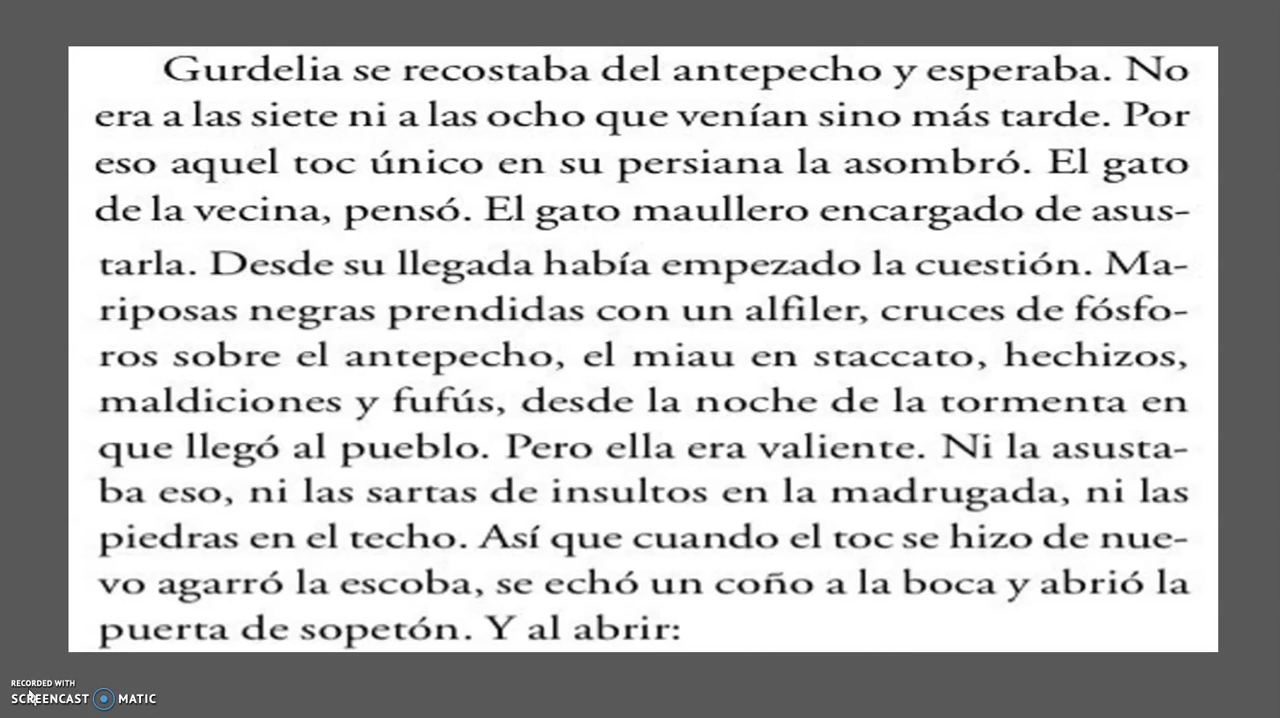 Gurdelia se recostaba del antepecho y esperaba. No
era a las siete ni a las ocho que venían sino más tarde. Por
eso aquel toc único en su persiana la asombró. El gato
de la vecina, pensó. El gato maullero encargado de asus-
tarla. Desde su llegada había empezado la cuestión. Ma-
riposas negras prendidas con un alfiler, cruces de fósfo-
ros sobre el antepecho, el miau en staccato, hechizos,
maldiciones y fufús, desde la noche de la tormenta en
que llegó al pueblo. Pero ella era valiente. Ni la asusta-
ba eso, ni las sartas de insultos en la madrugada, ni las
piedras en el techo. Así que cuando el toc se hizo de nue-
vo agarró la escoba, se echó un coño a la boca y abrió la
puerta de sopetón. Y al abrir:
RECORDED WITH
SCREENCAST MATIC